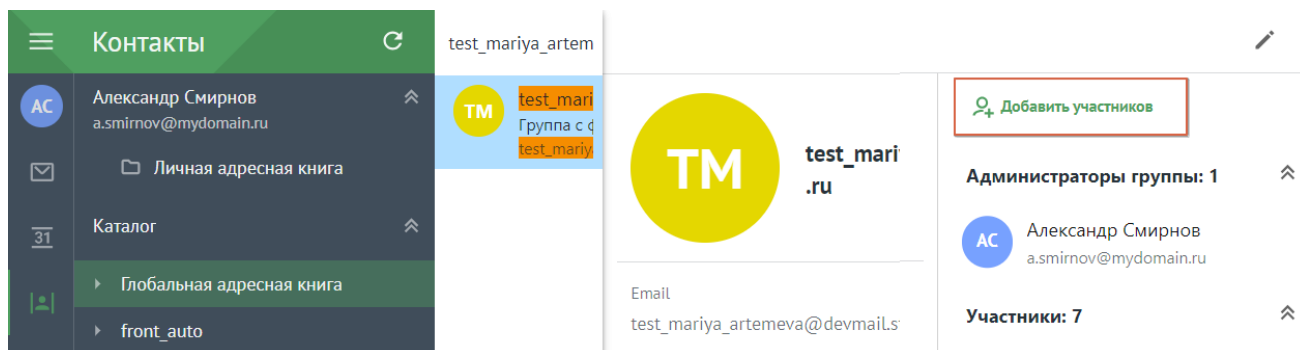 Контакты
АС
Александр Смирнов
a.smirnov@mydomain.ru
Личная адресная книга
Каталог
31
Глобальная адресная книга
front_auto
test_mariya_artem
TM
test_mari
Группа с ф
test_mariy
TM
test_mari
.ru
Email
test_mariya_artemeva@devmail.s
Добавить участников
Администраторы группы: 1
АС
Александр Смирнов
a.smirnov@mydomain.ru
Участники: 7